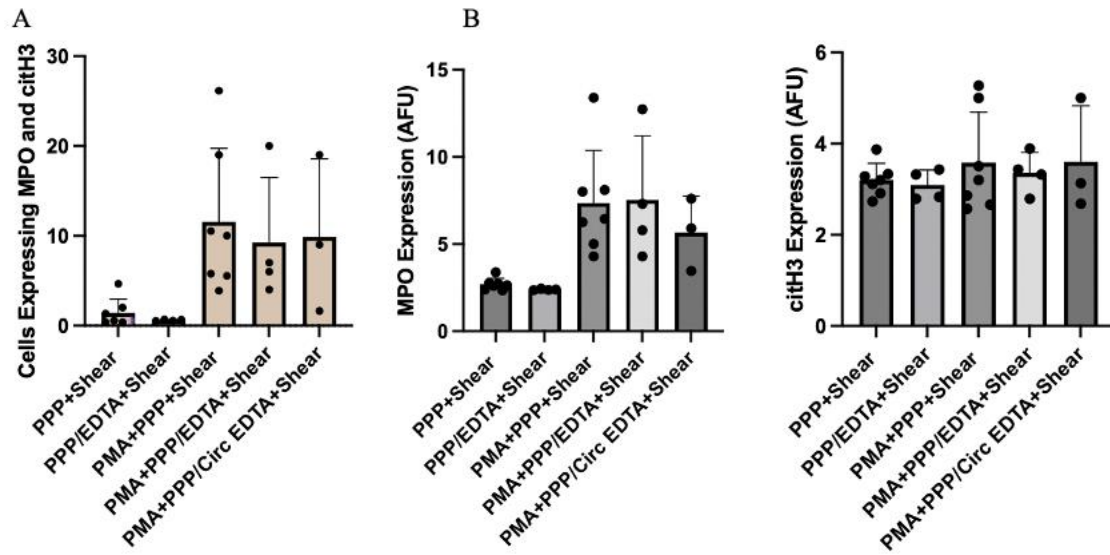 A
Cells Expressing MPO and citH3
30
20
10
0
PPP+Shear
PPP/EDTA+Shear
PMA+PPP+Shear
PMA+PPP/EDTA+Shear
PMA+PPP/Circ EDTA+Shear
B
MPO Expression (AFU)
15
10
5
0
PPP+Shear
PPP/EDTA+Shear
PMA+PPP+Shear
PMA+PPP/EDTA+Shear
PMA+PPP/Circ EDTA+Shear
citH3 Expression (AFU)
6
4
2
0
PPP+Shear
PPP/EDTA+Shear
PMA+PPP+Shear
PMA+PPP/EDTA+Shear
PMA+PPP/Circ EDTA+Shear